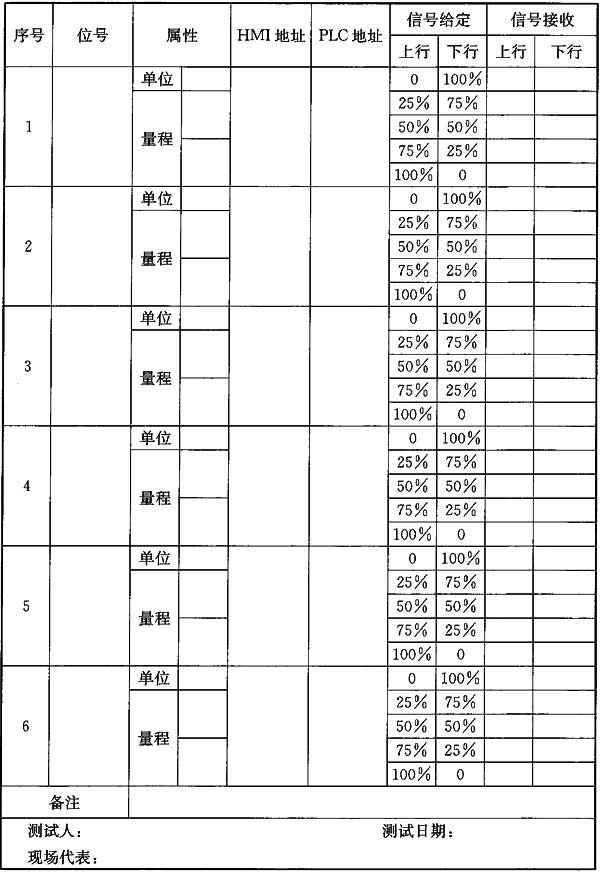 序号 位号 属性 HMI 地址 PLC 地址 信号给定 信号接收
上行 下行 上行 下行
1 单位 0 100%
量程 25% 75%
50% 50%
75% 25%
100% 0
2 单位 0 100%
量程 25% 75%
50% 50%
75% 25%
100% 0
3 单位 0 100%
量程 25% 75%
50% 50%
75% 25%
100% 0
4 单位 0 100%
量程 25% 75%
50% 50%
75% 25%
100% 0
5 单位 0 100%
量程 25% 75%
50% 50%
75% 25%
100% 0
6 单位 0 100%
量程 25% 75%
50% 50%
75% 25%
100% 0
备注
测试人： 测试日期：
现场代表：